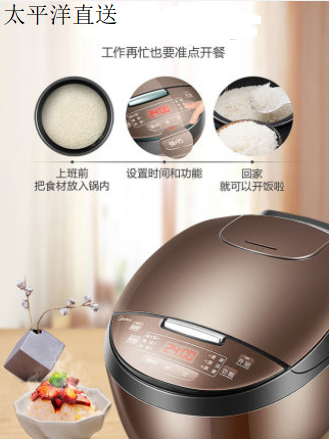 太平洋直送
工作再忙也要准点开餐
上班前
把食材放入锅内
设置时间和功能
回家
就可以开饭啦